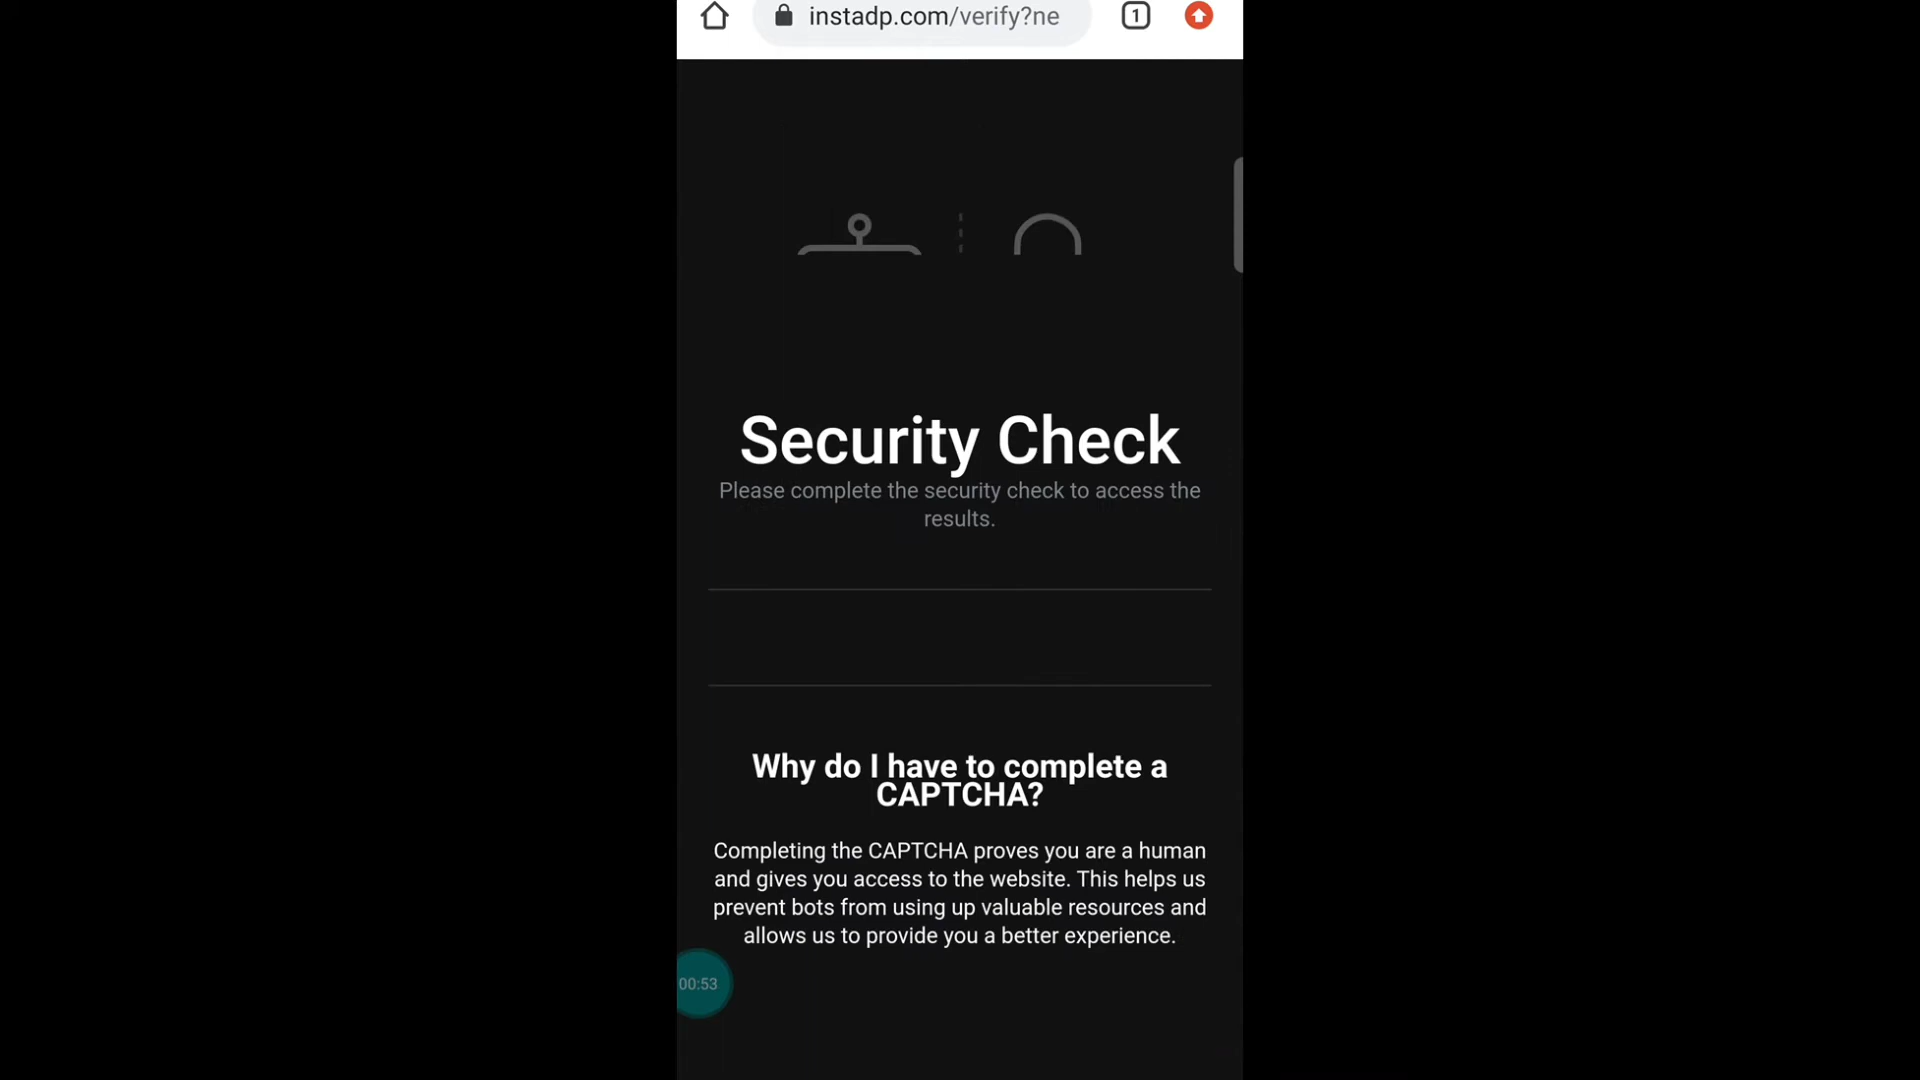 instadp.com/verify?ne
1
Security Check
Please complete the security check to access the
results.
Why do I have to complete a
CAPTCHA?
Completing the CAPTCHA proves you are a human
and gives you access to the website. This helps us
prevent bots from using up valuable resources and
allows us to provide you a better experience.
00:53